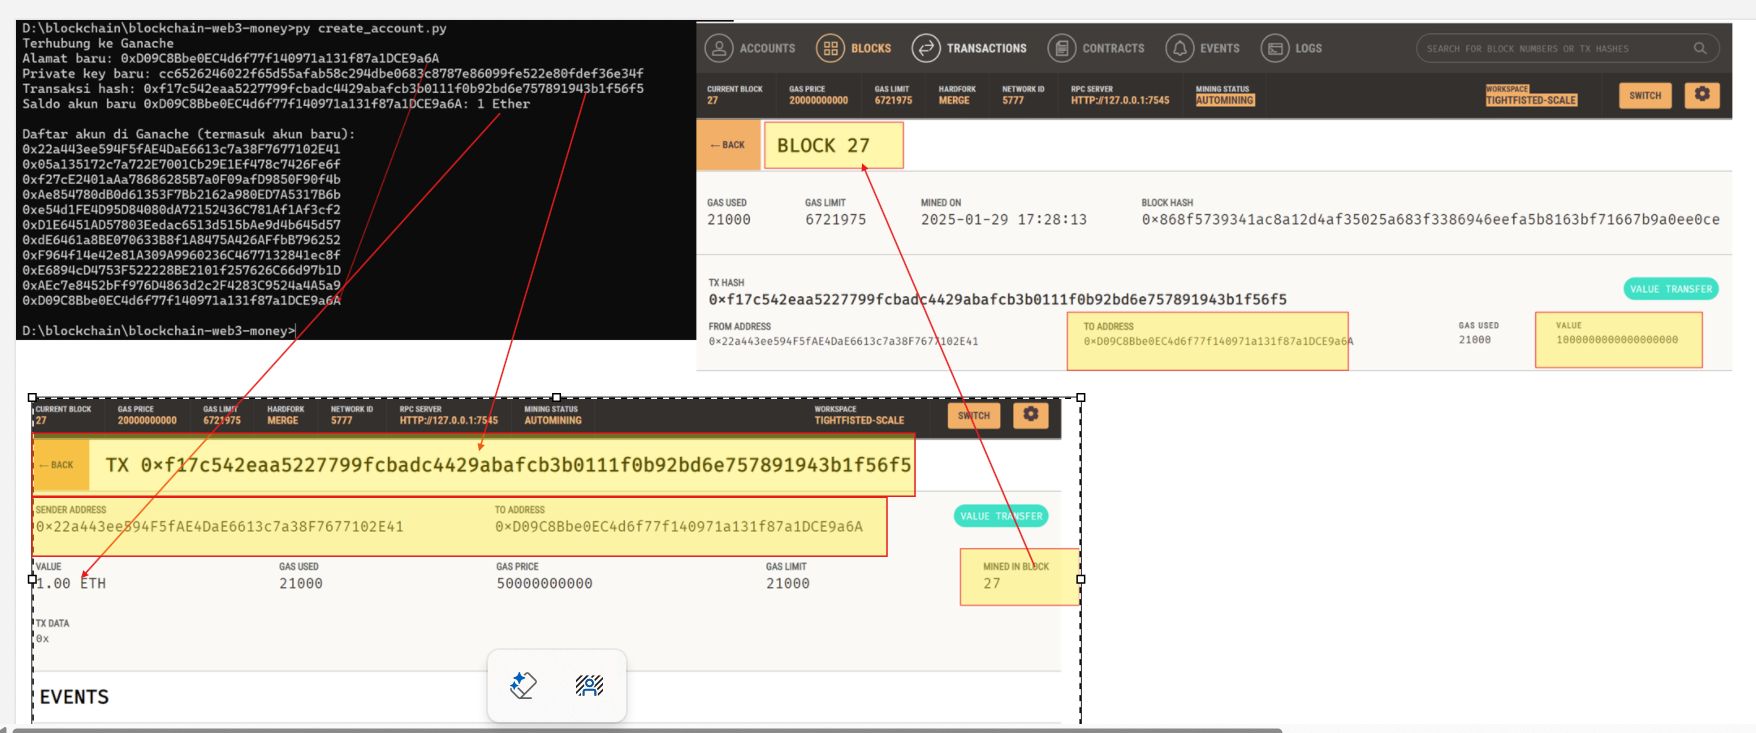 D:\blockchain\blockchain-web3-money>py create_account.py
Terhubung ke Ganache
Alamat baru: 0xD09C8Bbe0EC4d6f77f140971a131f87a1DCE9a6A
Private key baru: cc6526246022f65d55afab58c294dbe0683c8787e86099fe522e80fdef36e34f
Transaksi hash: 0xf17c542eaa5227799fcbadc4429abafcb3b0111f0b92bd6e757891943b1f56f5
Saldo akun baru 0xD09C8Bbe0EC4d6f77f140971a131f87a1DCE9a6A: 1 Ether
Daftar akun di Ganache (termasuk akun baru):
0x22a443ee594F5fAE4DaE6613c7a38F7677102E41
0x05a135172c7a722E7001Cb29E1Ef478c7426Fe6f
0xf27cE2401aAa78686285B7a0F09afD9850F90f4b
0xAe854780dB0d61353F7Bb2162a980ED7A5317B6b
0xe54d1FE4D95D84080dA72152436C781Af1Af3cf2
0xD1E6451AD57803Eedac6513d515bAe9d4b645d57
0xdE6461a8BE070633B8f1A8475A426AFfbB796252
0xF964f14e42e81A309A9960236C4677132841ec8f
0xE6894cD4753F522228BE2101f257626C66d97b1D
0xAEc7e8452bFf976D4863d2c2F4283C9524a4A5a9
0xD09C8Bbe0EC4d6f77f140971a131f87a1DCE9a6A
D:\blockchain\blockchain-web3-money>
ACCOUNTS BLOCKS TRANSACTIONS CONTRACTS EVENTS LOGS SEARCH FOR BLOCK NUMBERS OR TX HASHES
CURRENT BLOCK GAS PRICE GAS LIMIT HARDFORK NETWORK ID RPC SERVER MINING STATUS WORKSPACE
27 20000000000 6721975 MERGE 5777 HTTP://127.0.0.1:7545 AUTOMINING TIGHTFISTED-SCALE SWITCH
← BACK BLOCK 27
GAS USED GAS LIMIT MINED ON BLOCK HASH
21000 6721975 2025-01-29 17:28:13 0×868f5739341ac8a12d4af35025a683f3386946eefa5b8163bf71667b9a0ee0ce
TX HASH
0×f17c542eaa5227799fcbadc4429abafcb3b0111f0b92bd6e757891943b1f56f5 VALUE TRANSFER
FROM ADDRESS TO ADDRESS GAS USED VALUE
0×22a443ee594F5fAE4DaE6613c7a38F7677102E41 0×D09C8Bbe0EC4d6f77f140971a131f87a1DCE9a6A 21000 1000000000000000000
CURRENT BLOCK GAS PRICE GAS LIMIT HARDFORK NETWORK ID RPC SERVER MINING STATUS WORKSPACE
27 20000000000 6721975 MERGE 5777 HTTP://127.0.0.1:7545 AUTOMINING TIGHTFISTED-SCALE SWITCH
← BACK TX 0×f17c542eaa5227799fcbadc4429abafcb3b0111f0b92bd6e757891943b1f56f5
SENDER ADDRESS TO ADDRESS
0×22a443ee594F5fAE4DaE6613c7a38F7677102E41 0×D09C8Bbe0EC4d6f77f140971a131f87a1DCE9a6A VALUE TRANSFER
VALUE GAS USED GAS PRICE GAS LIMIT MINED IN BLOCK
1.00 ETH 21000 50000000000 21000 27
TX DATA
0×
EVENTS